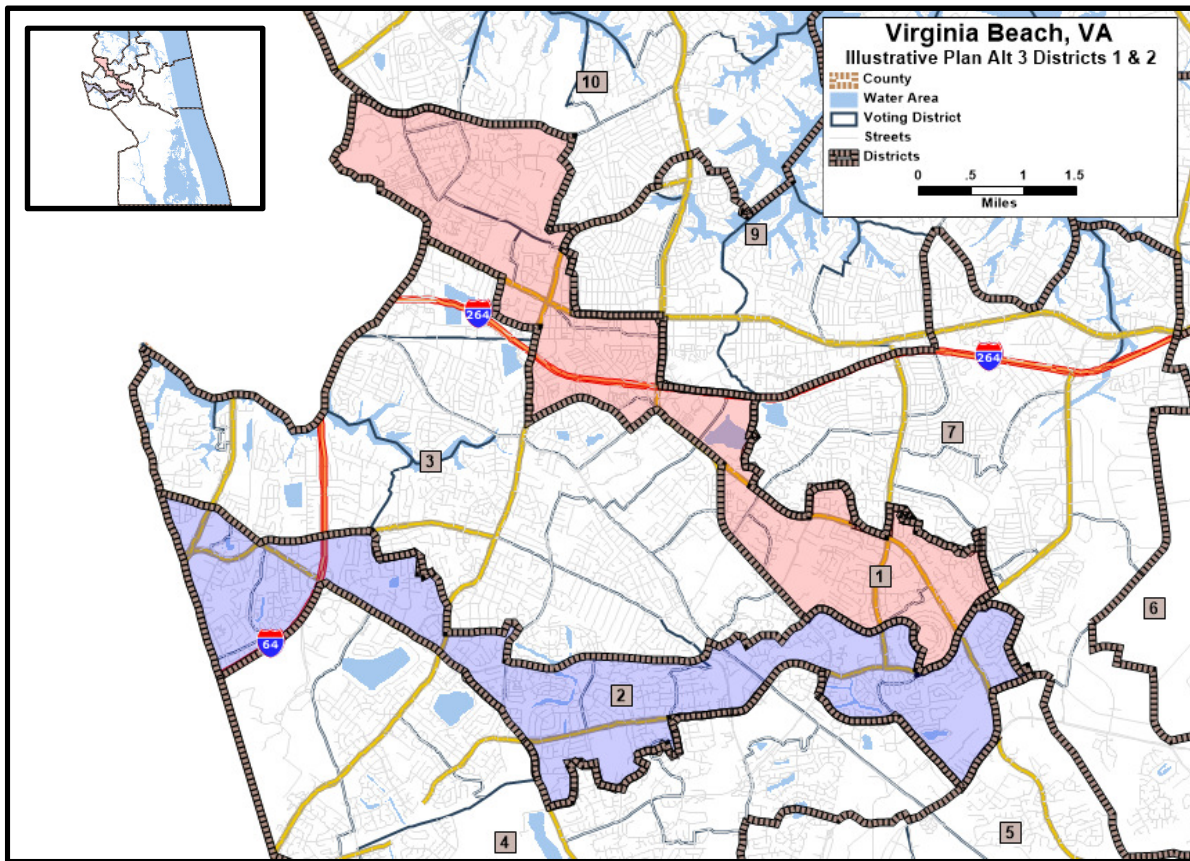 Virginia Beach, VA
Illustrative Plan Alt 3 Districts 1 & 2
County
Water Area
Voting District
Streets
Districts
0 .5 1 1.5
Miles
10
9
264
264
7
3
1
6
64
2
4
5